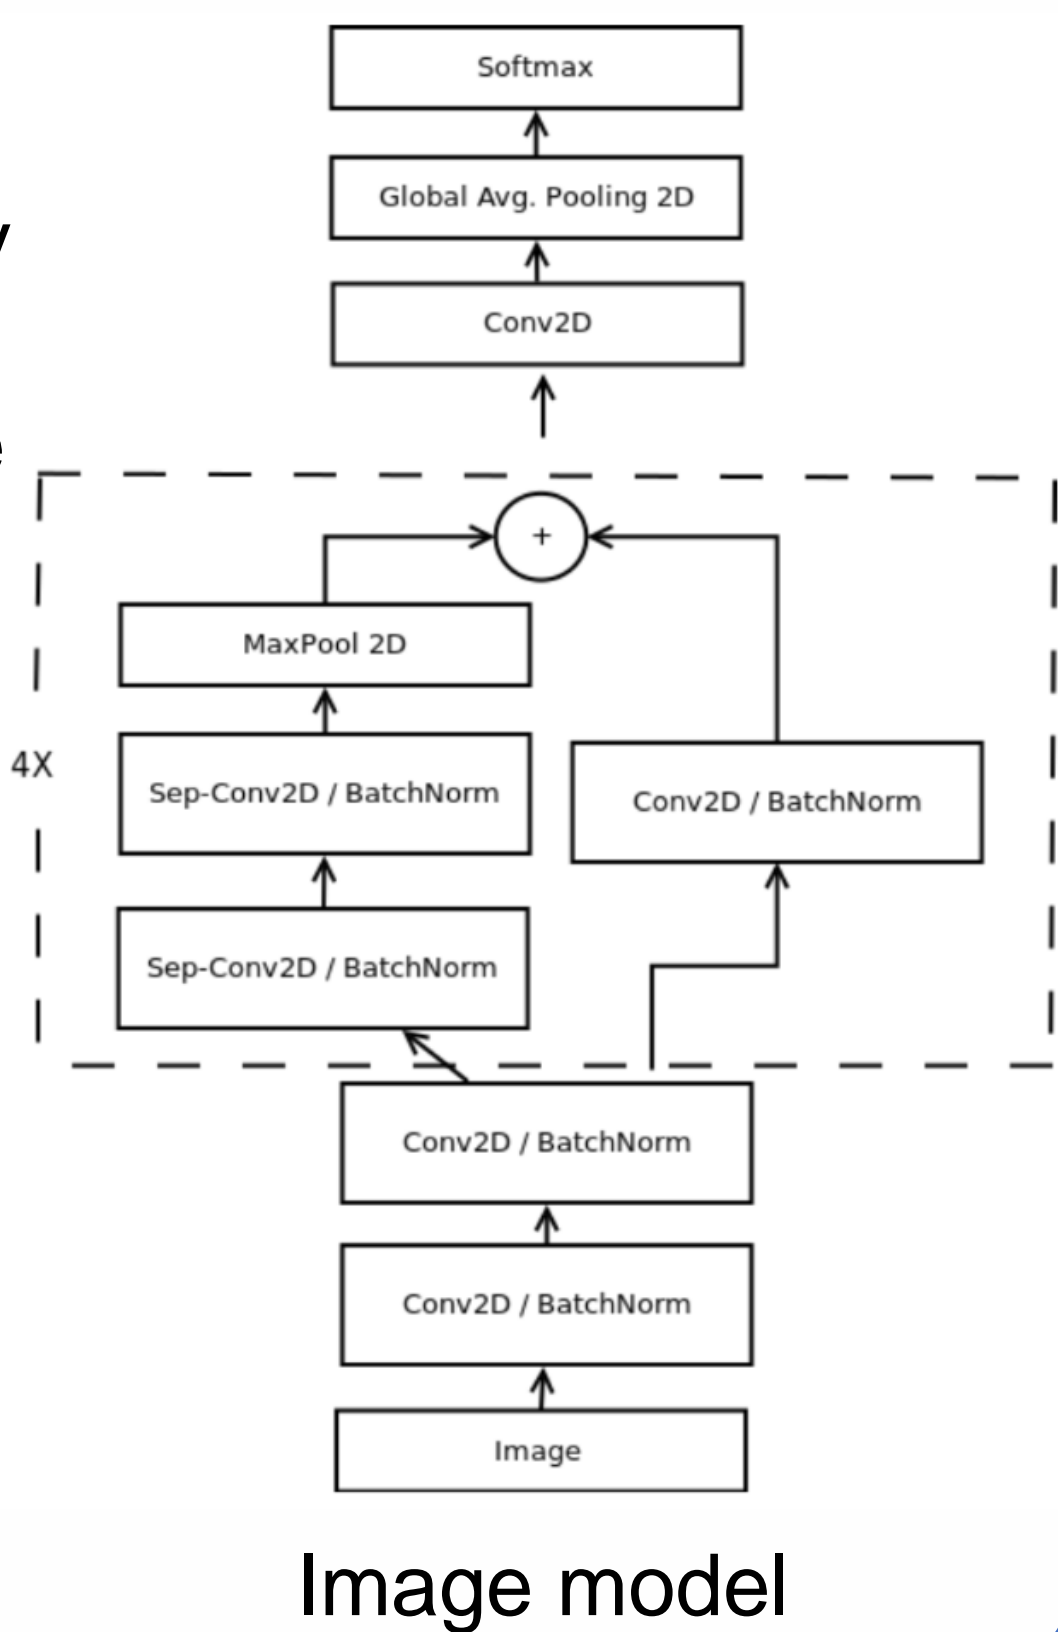 Softmax
Global Avg. Pooling 2D
Conv2D
+
MaxPool 2D
4X
Sep-Conv2D / BatchNorm
Conv2D / BatchNorm
Sep-Conv2D / BatchNorm
Conv2D / BatchNorm
Conv2D / BatchNorm
Image
Image model